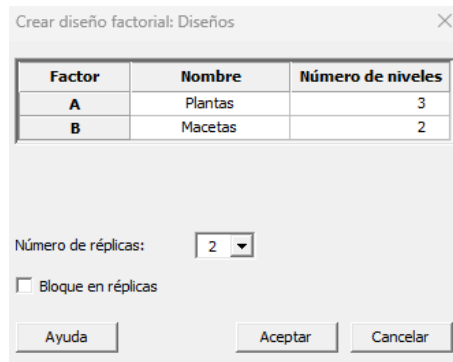 Crear diseño factorial: Diseños
Factor Nombre Número de niveles
A Plantas 3
B Macetas 2
Número de réplicas: 2
Bloque en réplicas
Ayuda Aceptar Cancelar